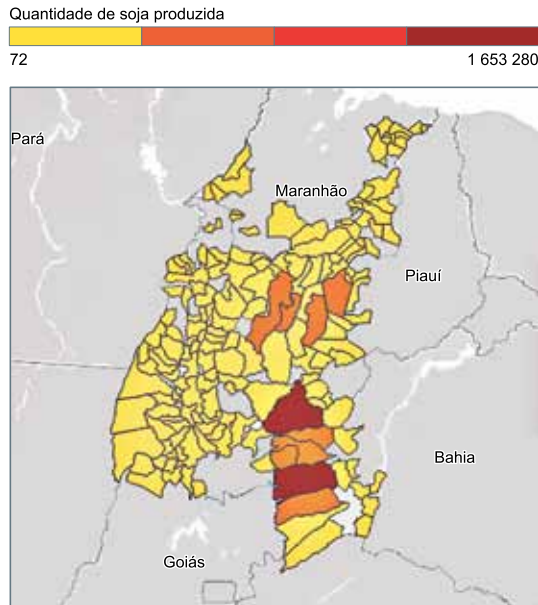 Quantidade de soja produzida
72
1 653 280
Pará
Maranhão
Piauí
Bahia
Goiás